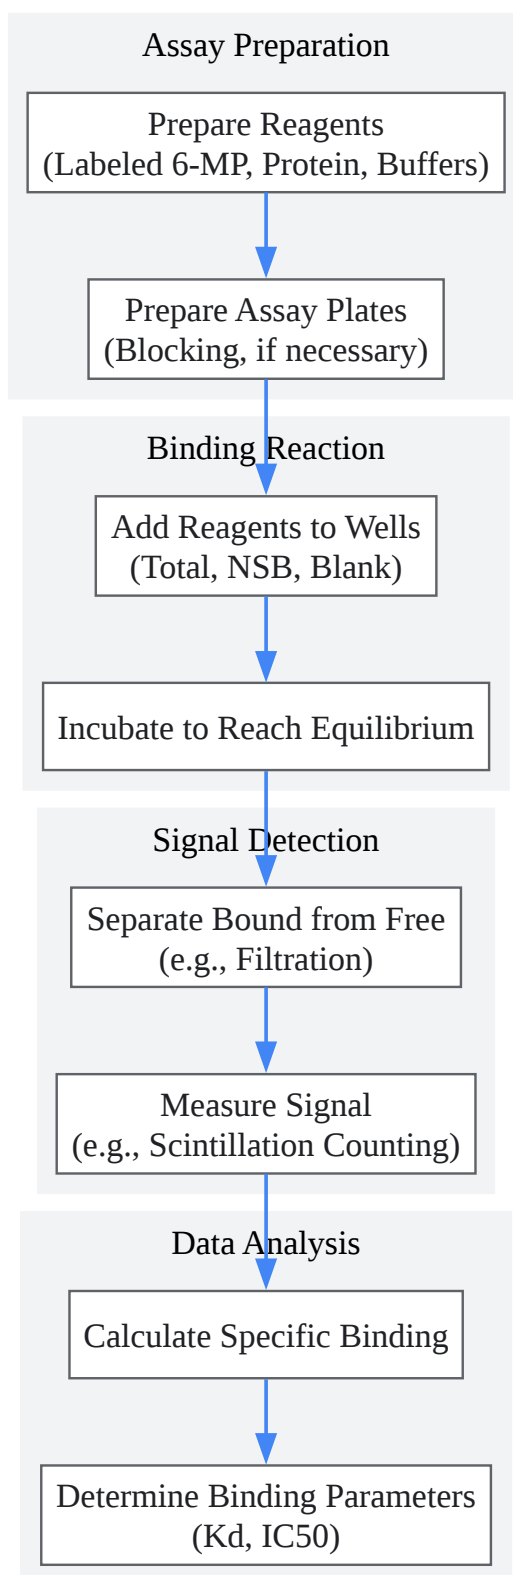 Assay Preparation
Prepare Reagents
(Labeled 6-MP, Protein, Buffers)
Prepare Assay Plates
(Blocking, if necessary)
Binding Reaction
Add Reagents to Wells
(Total, NSB, Blank)
Incubate to Reach Equilibrium
Signal Detection
Separate Bound from Free
(e.g., Filtration)
Measure Signal
(e.g., Scintillation Counting)
Data Analysis
Calculate Specific Binding
Determine Binding Parameters
(Kd, IC50)